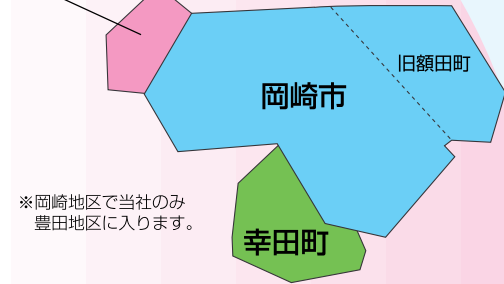 旧額田町
岡崎市
※岡崎地区で当社のみ
豊田地区に入ります。
幸田町